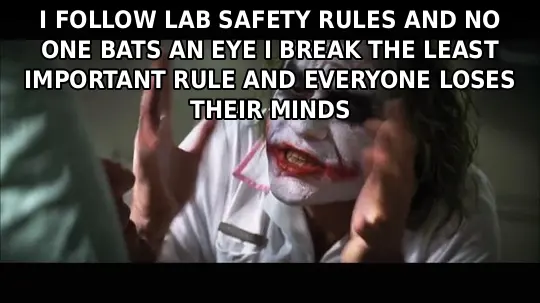 I FOLLOW LAB SAFETY RULES AND NO
ONE BATS AN EYE I BREAK THE LEAST
IMPORTANT RULE AND EVERYONE LOSES
THEIR MINDS